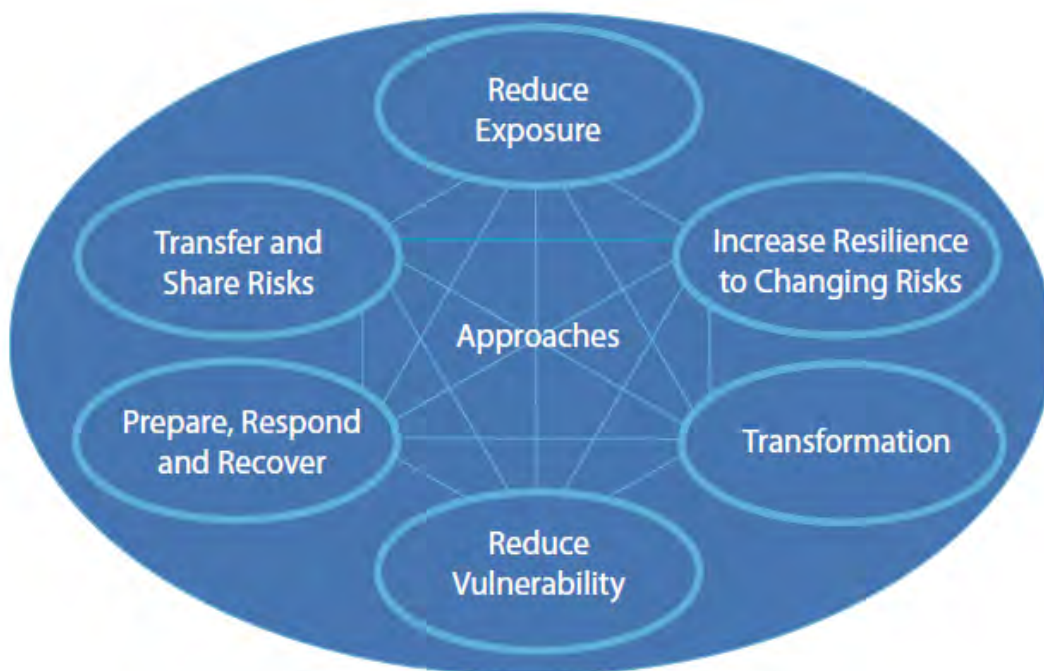 Reduce
Exposure
Transfer and
Share Risks
Increase Resilience
to Changing Risks
Approaches
Prepare, Respond
and Recover
Transformation
Reduce
Vulnerability